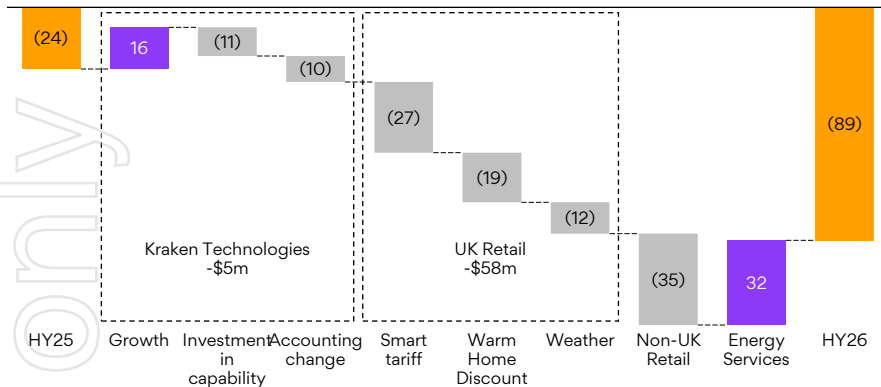 (24)
16
(11)
(10)
(27)
(19)
(12)
(35)
32
(89)
Kraken Technologies
-$5m
UK Retail
-$58m
HY25
Growth
Investment
in
capability
Accounting
change
Smart
tariff
Warm
Home
Discount
Weather
Non-UK
Retail
Energy
Services
HY26
only